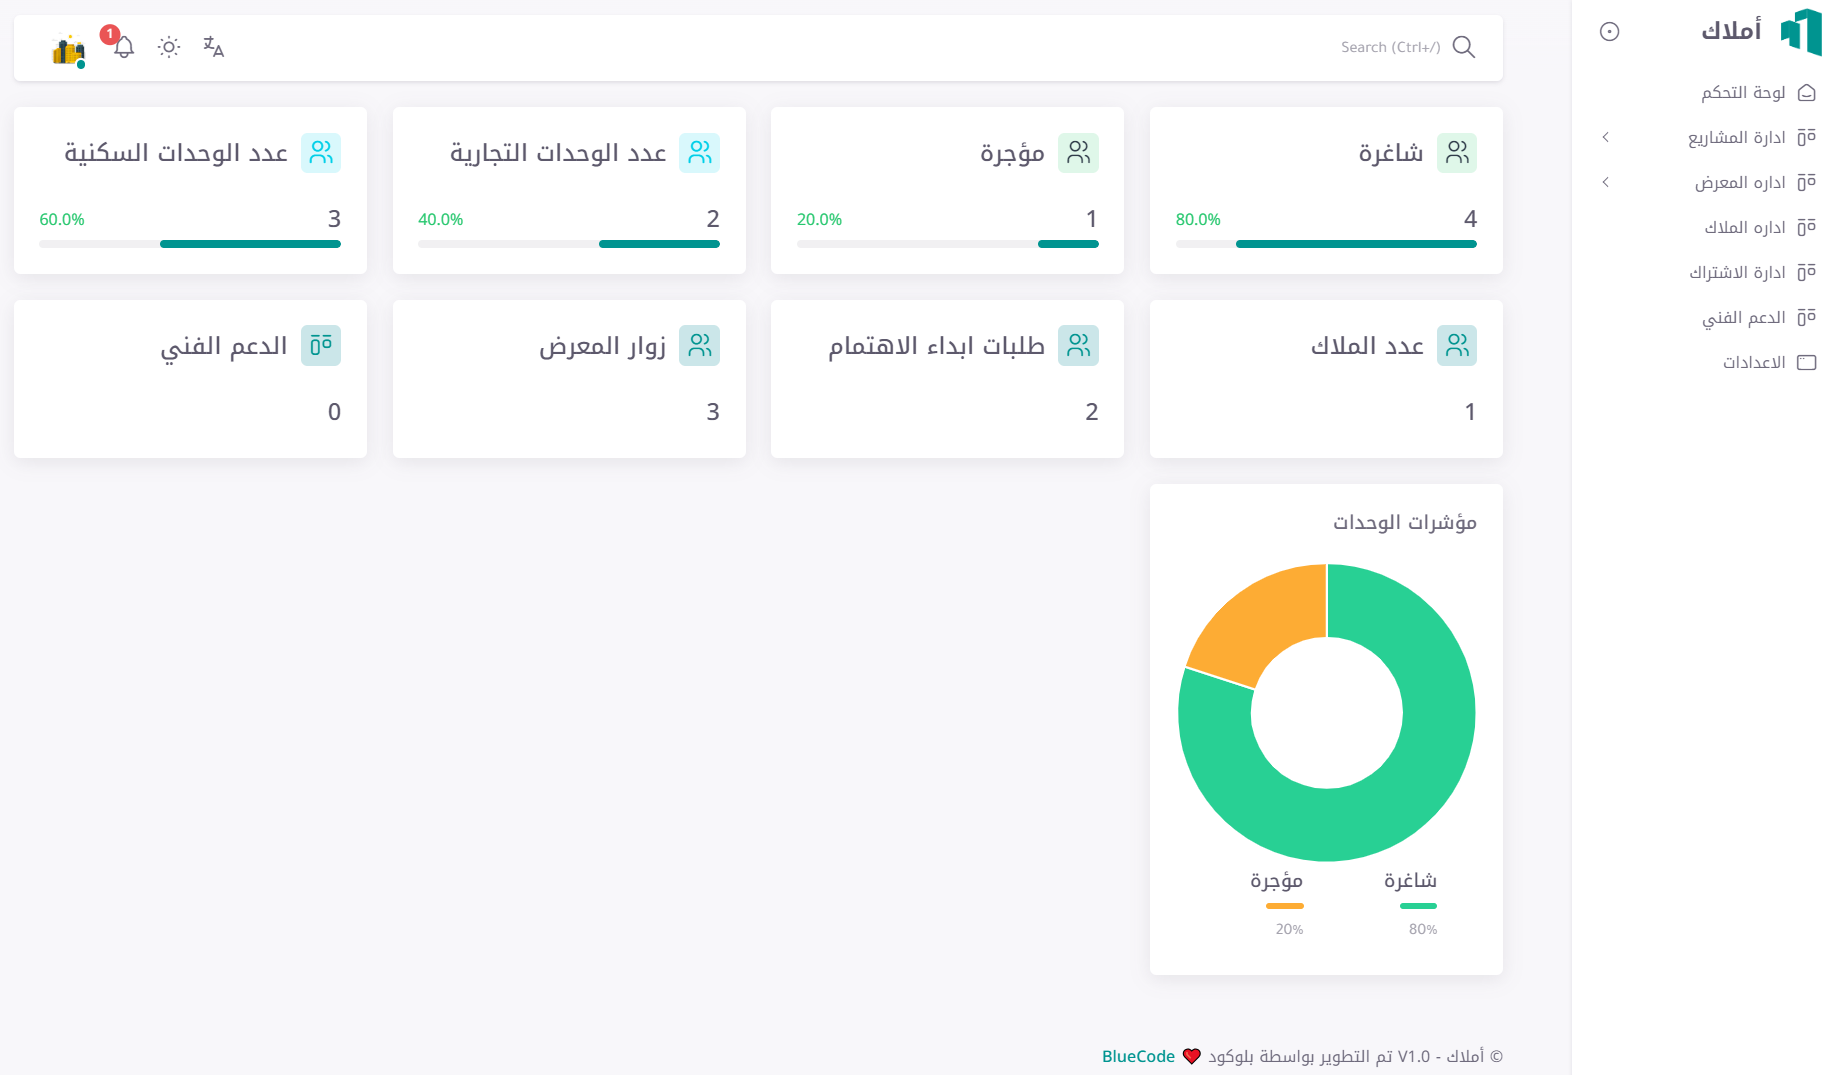 أملاك
لوحة التحكم
ادارة المشاريع
اداره المعرض
اداره الملاك
ادارة الاشتراك
الدعم الفني
الاعدادات
Search (Ctrl+/)
1
شاغرة
4
80.0%
مؤجرة
1
20.0%
عدد الوحدات التجارية
2
40.0%
عدد الوحدات السكنية
3
60.0%
عدد الملاك
1
طلبات ابداء الاهتمام
2
زوار المعرض
3
الدعم الفني
0
مؤشرات الوحدات
شاغرة
80%
مؤجرة
20%
© أملاك - V1.0 تم التطوير بواسطة بلوكود ❤️ BlueCode